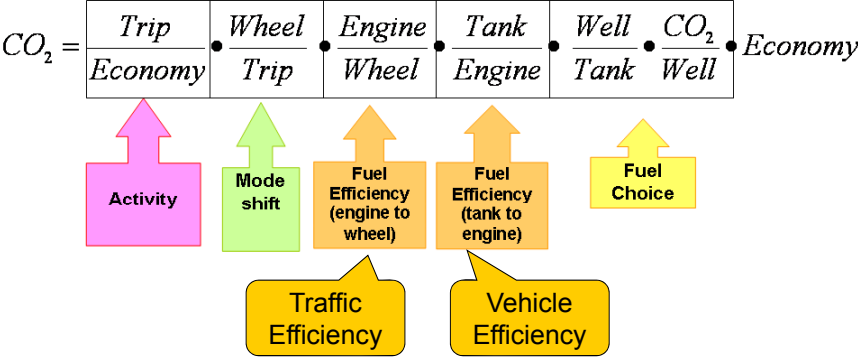 CO₂ = Trip/Economy • Wheel/Trip • Engine/Wheel • Tank/Engine • Well/Tank • CO₂/Well • Economy
Activity
Mode
shift
Fuel
Efficiency
(engine to
wheel)
Fuel
Efficiency
(tank to
engine)
Fuel
Choice
Traffic
Efficiency
Vehicle
Efficiency